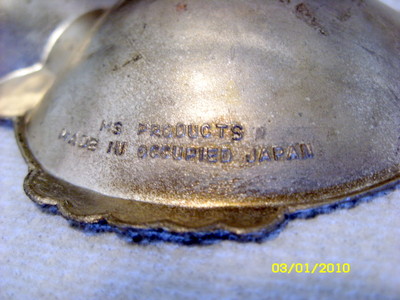 MS PRODUCTS N
MADE IN OCCUPIED JAPAN
03/01/2010